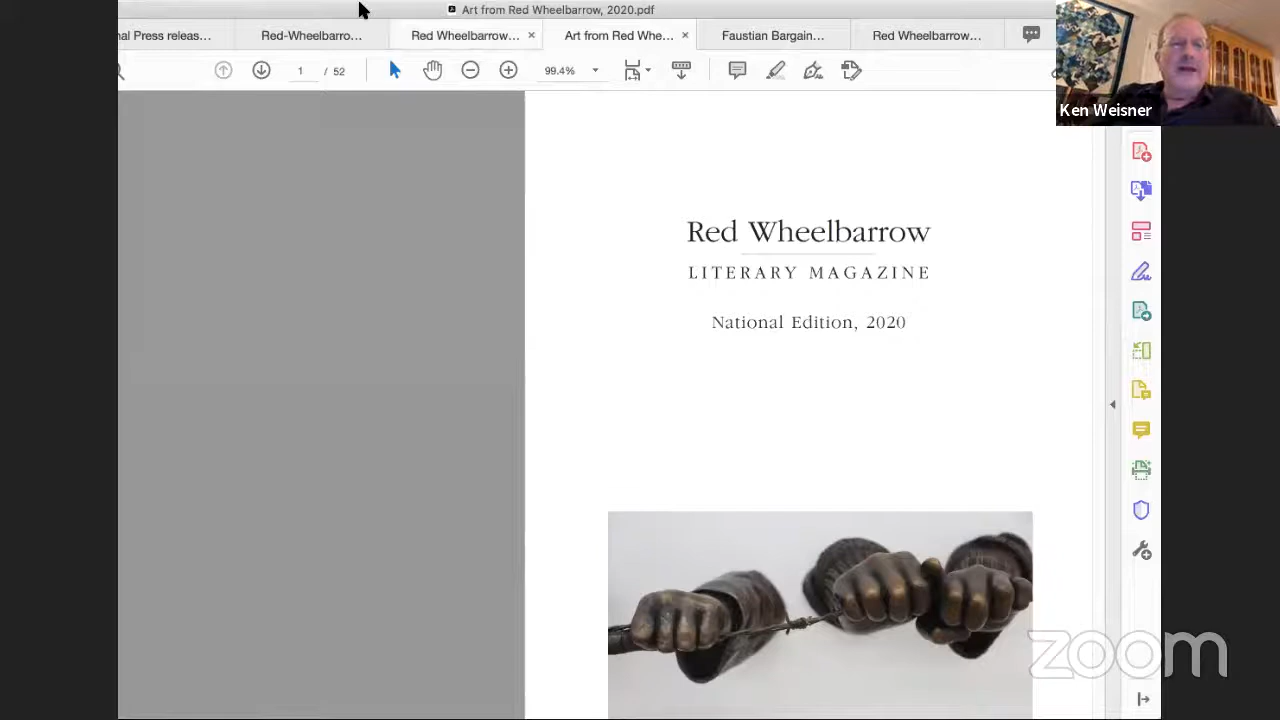 Art from Red Wheelbarrow, 2020.pdf
nal Press releas...
Red-Wheelbarro...
Red Wheelbarrow...
Art from Red Whe...
Faustian Bargain...
Red Wheelbarrow...
1 / 52
99.4%
Ken Weisner
Red Wheelbarrow
LITERARY MAGAZINE
National Edition, 2020
zoom